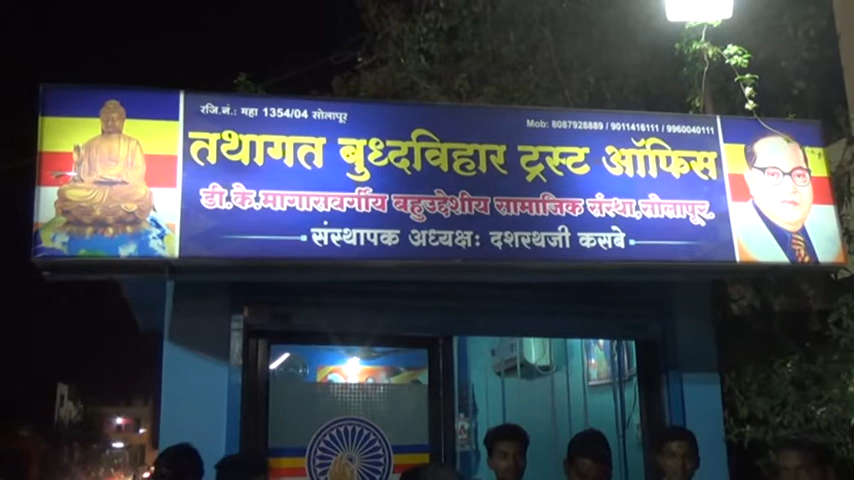 रजि.नं.: महा 1354/04 सोलापूर
Mob: 8087928889 / 9011416111 / 9960040111
तथागत बुध्दविहार ट्रस्ट ऑफिस
डी.के.मागासवर्गीय बहुउद्देशीय सामाजिक संस्था,सोलापूर.
संस्थापक अध्यक्ष: दशरथजी कसबे